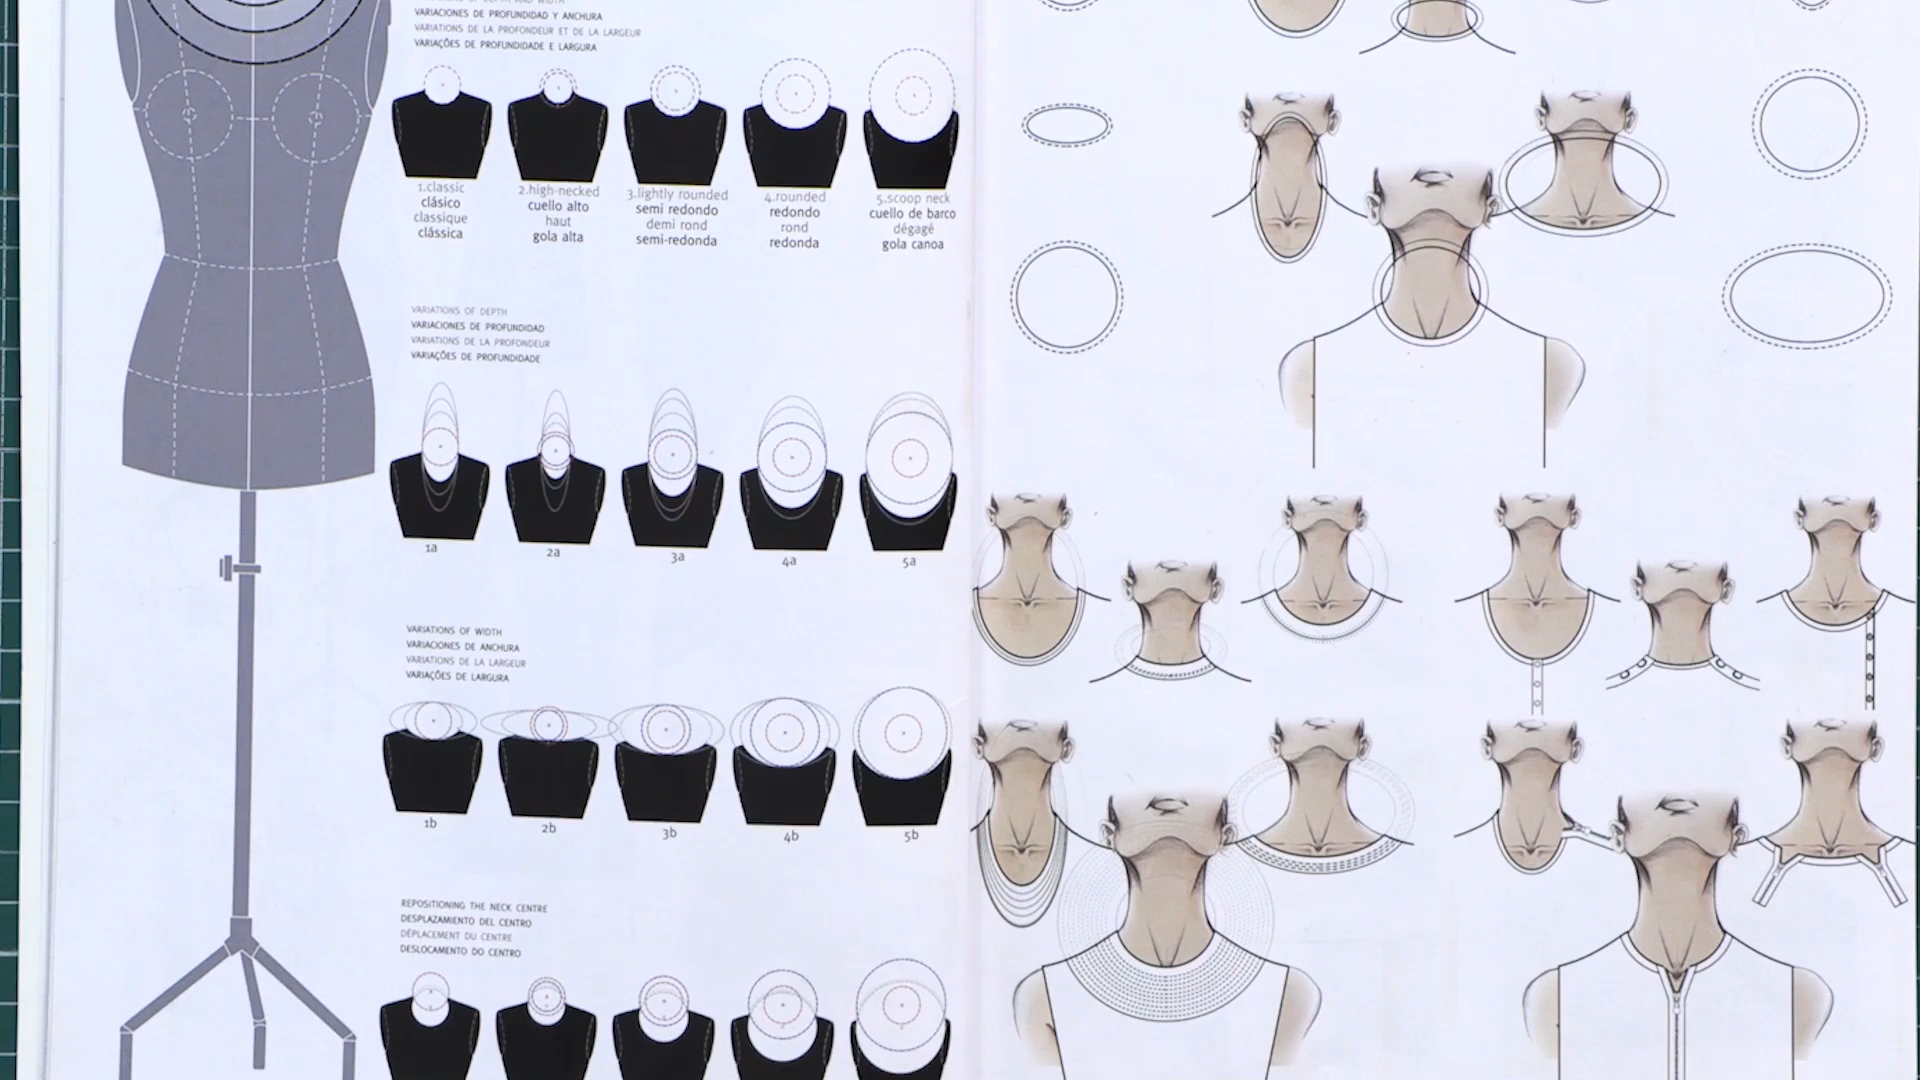 VARIATIONS OF DEPTH AND WIDTH
VARIACIONES DE PROFUNDIDAD Y ANCHURA
VARIATIONS DE LA PROFONDEUR ET DE LA LARGEUR
VARIAÇÕES DE PROFUNDIDADE E LARGURA
1.classic
clásico
classique
clássica
2.high-necked
cuello alto
haut
gola alta
3.lightly rounded
semi redondo
demi rond
semi-redonda
4.rounded
redondo
rond
redonda
5.scoop neck
cuello de barco
dégagé
gola canoa
VARIATIONS OF DEPTH
VARIACIONES DE PROFUNDIDAD
VARIATIONS DE LA PROFONDEUR
VARIAÇÕES DE PROFUNDIDADE
1a
2a
3a
4a
5a
VARIATIONS OF WIDTH
VARIACIONES DE ANCHURA
VARIATIONS DE LA LARGEUR
VARIAÇÕES DE LARGURA
1b
2b
3b
4b
5b
REPOSITIONING THE NECK CENTRE
DESPLAZAMIENTO DEL CENTRO
DÉPLACEMENT DU CENTRE
DESLOCAMENTO DO CENTRO